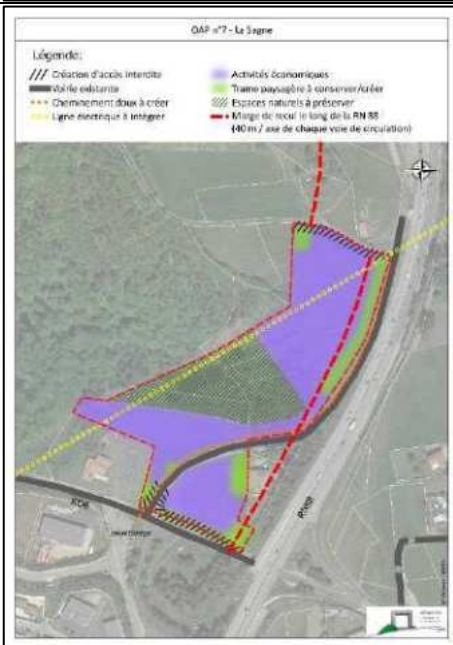 OAP n°7 - La Sagne
Légende:
Création d'accès interdite
Voirie existante
Cheminement doux à créer
Ligne électrique à intégrer
Activités économiques
Trame paysagère à conserver/créer
Espaces naturels à préserver
Marge de recul le long de la RN 88
(40 m / axe de chaque voie de circulation)
RN88